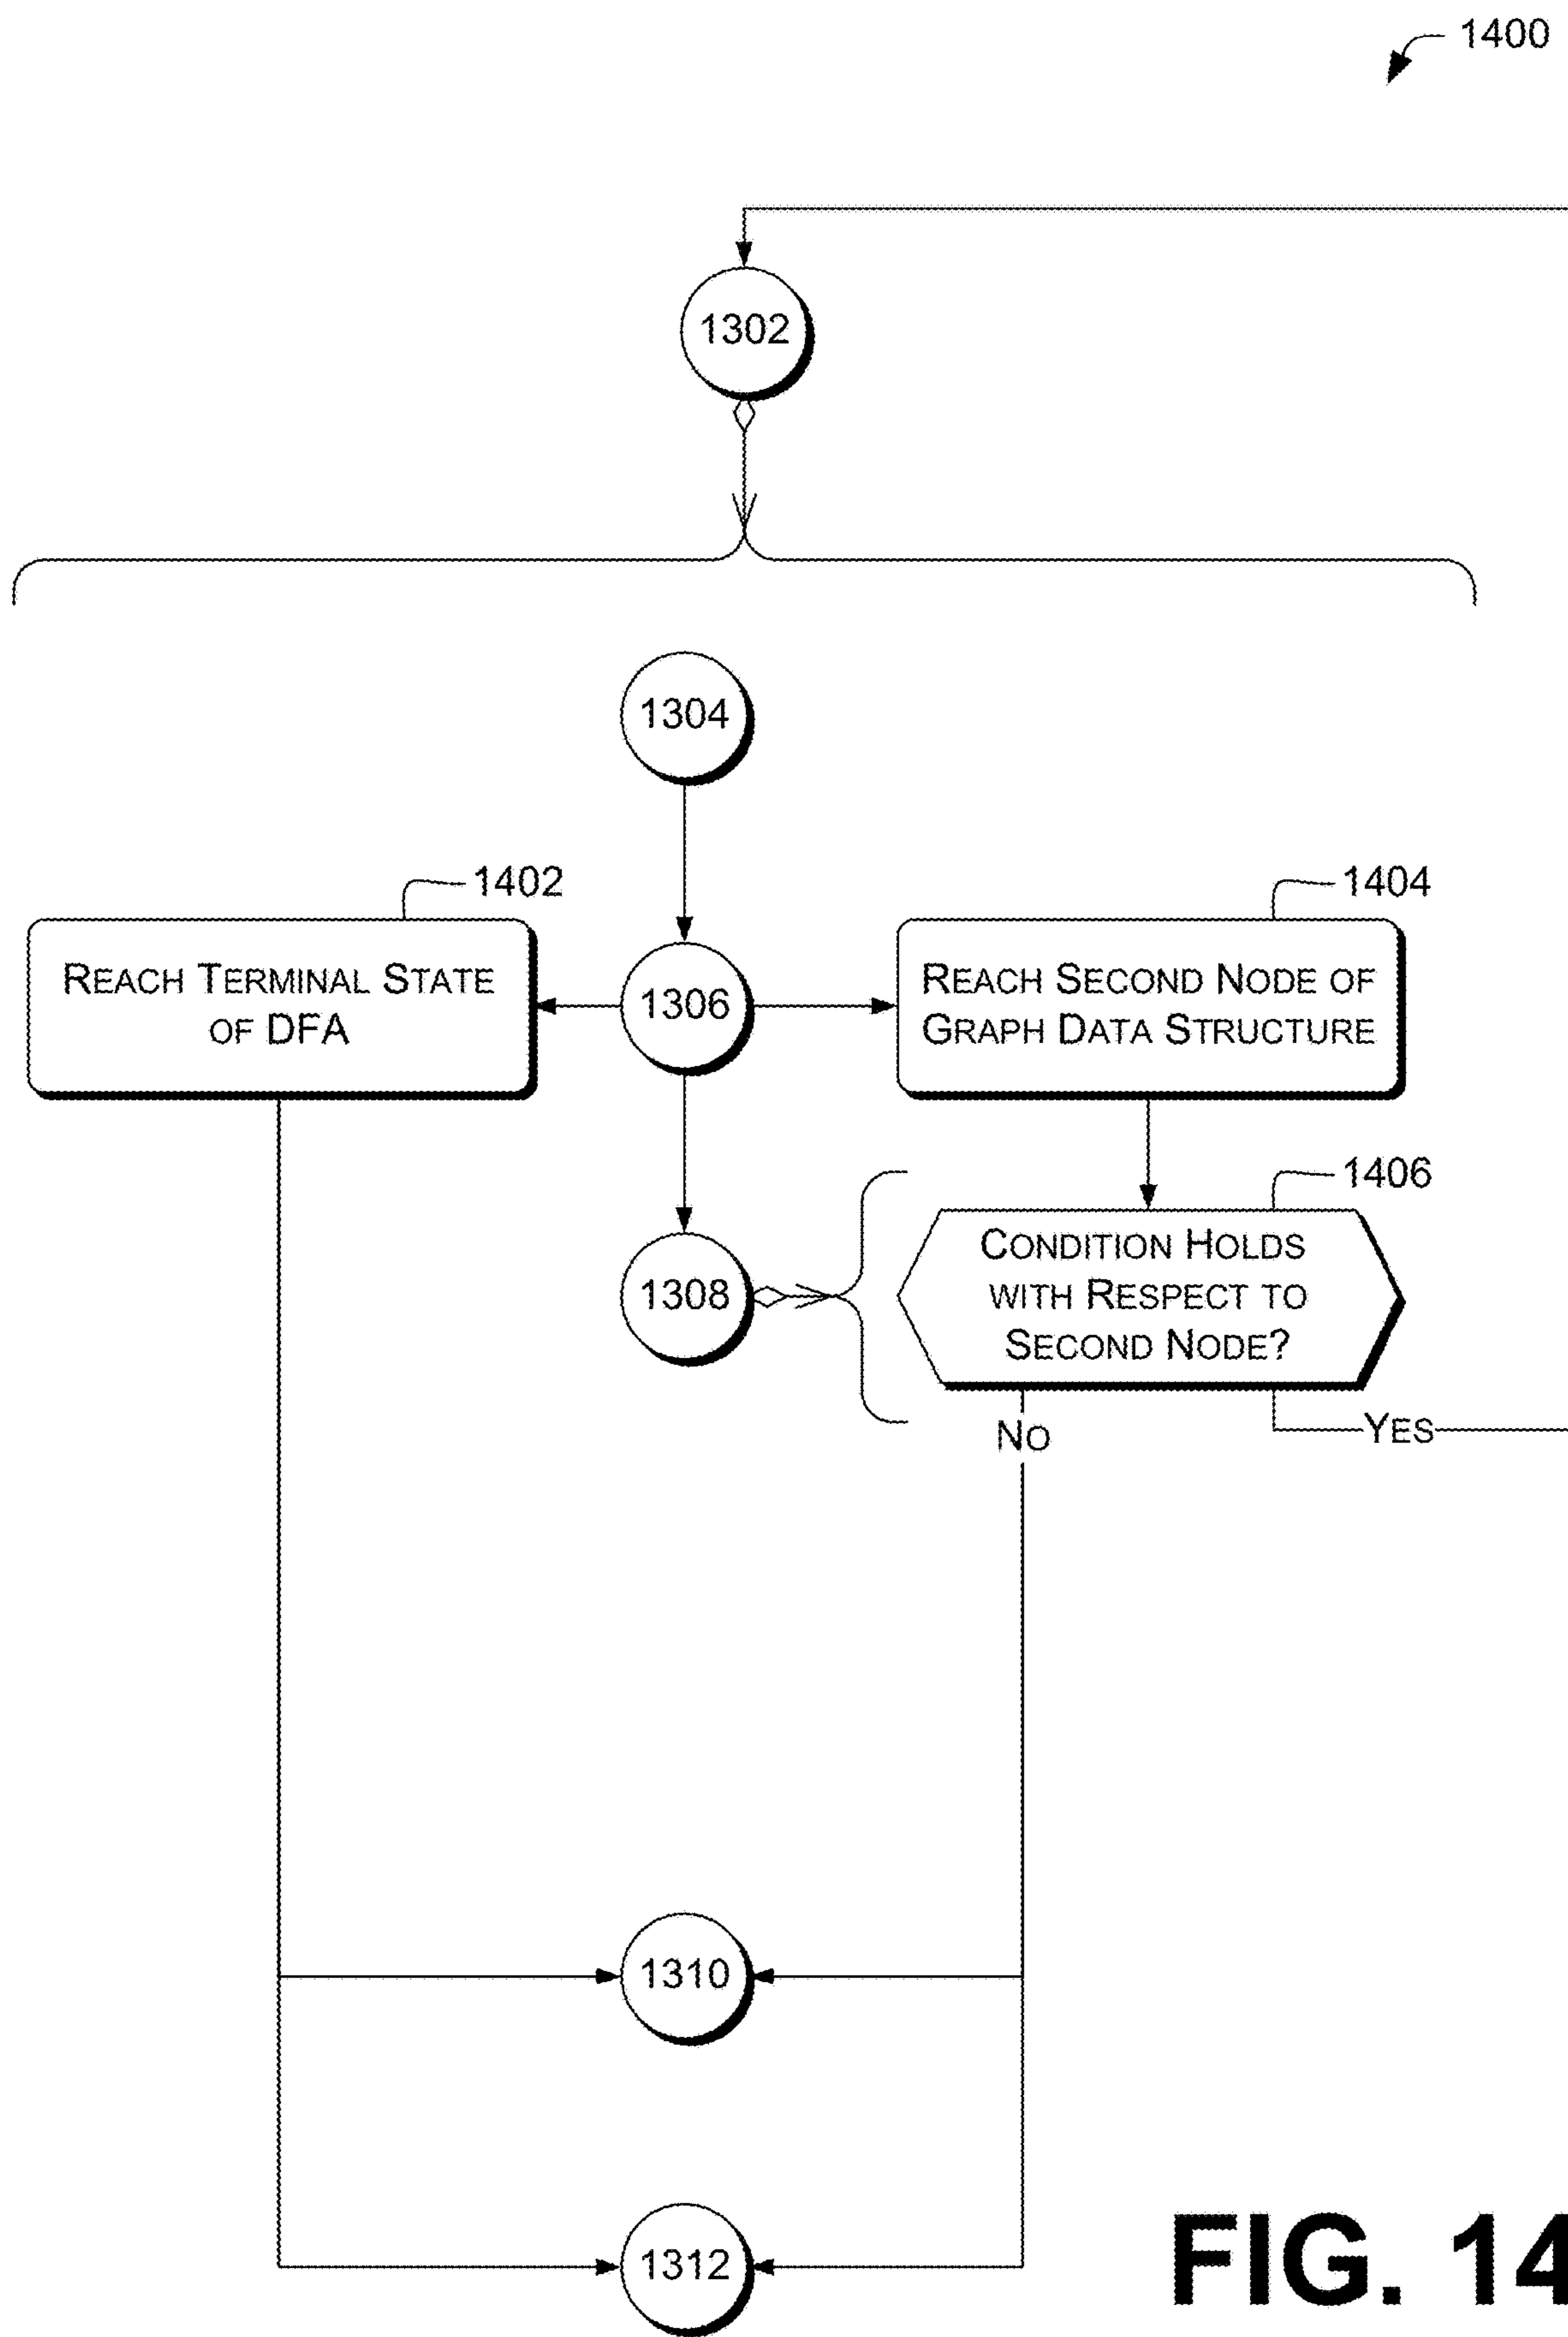 1400
1302
1304
1402
1404
REACH TERMINAL STATE
OF DFA
1306
REACH SECOND NODE OF
GRAPH DATA STRUCTURE
1406
1308
CONDITION HOLDS
WITH RESPECT TO
SECOND NODE?
NO
YES
1310
1312
FIG. 14